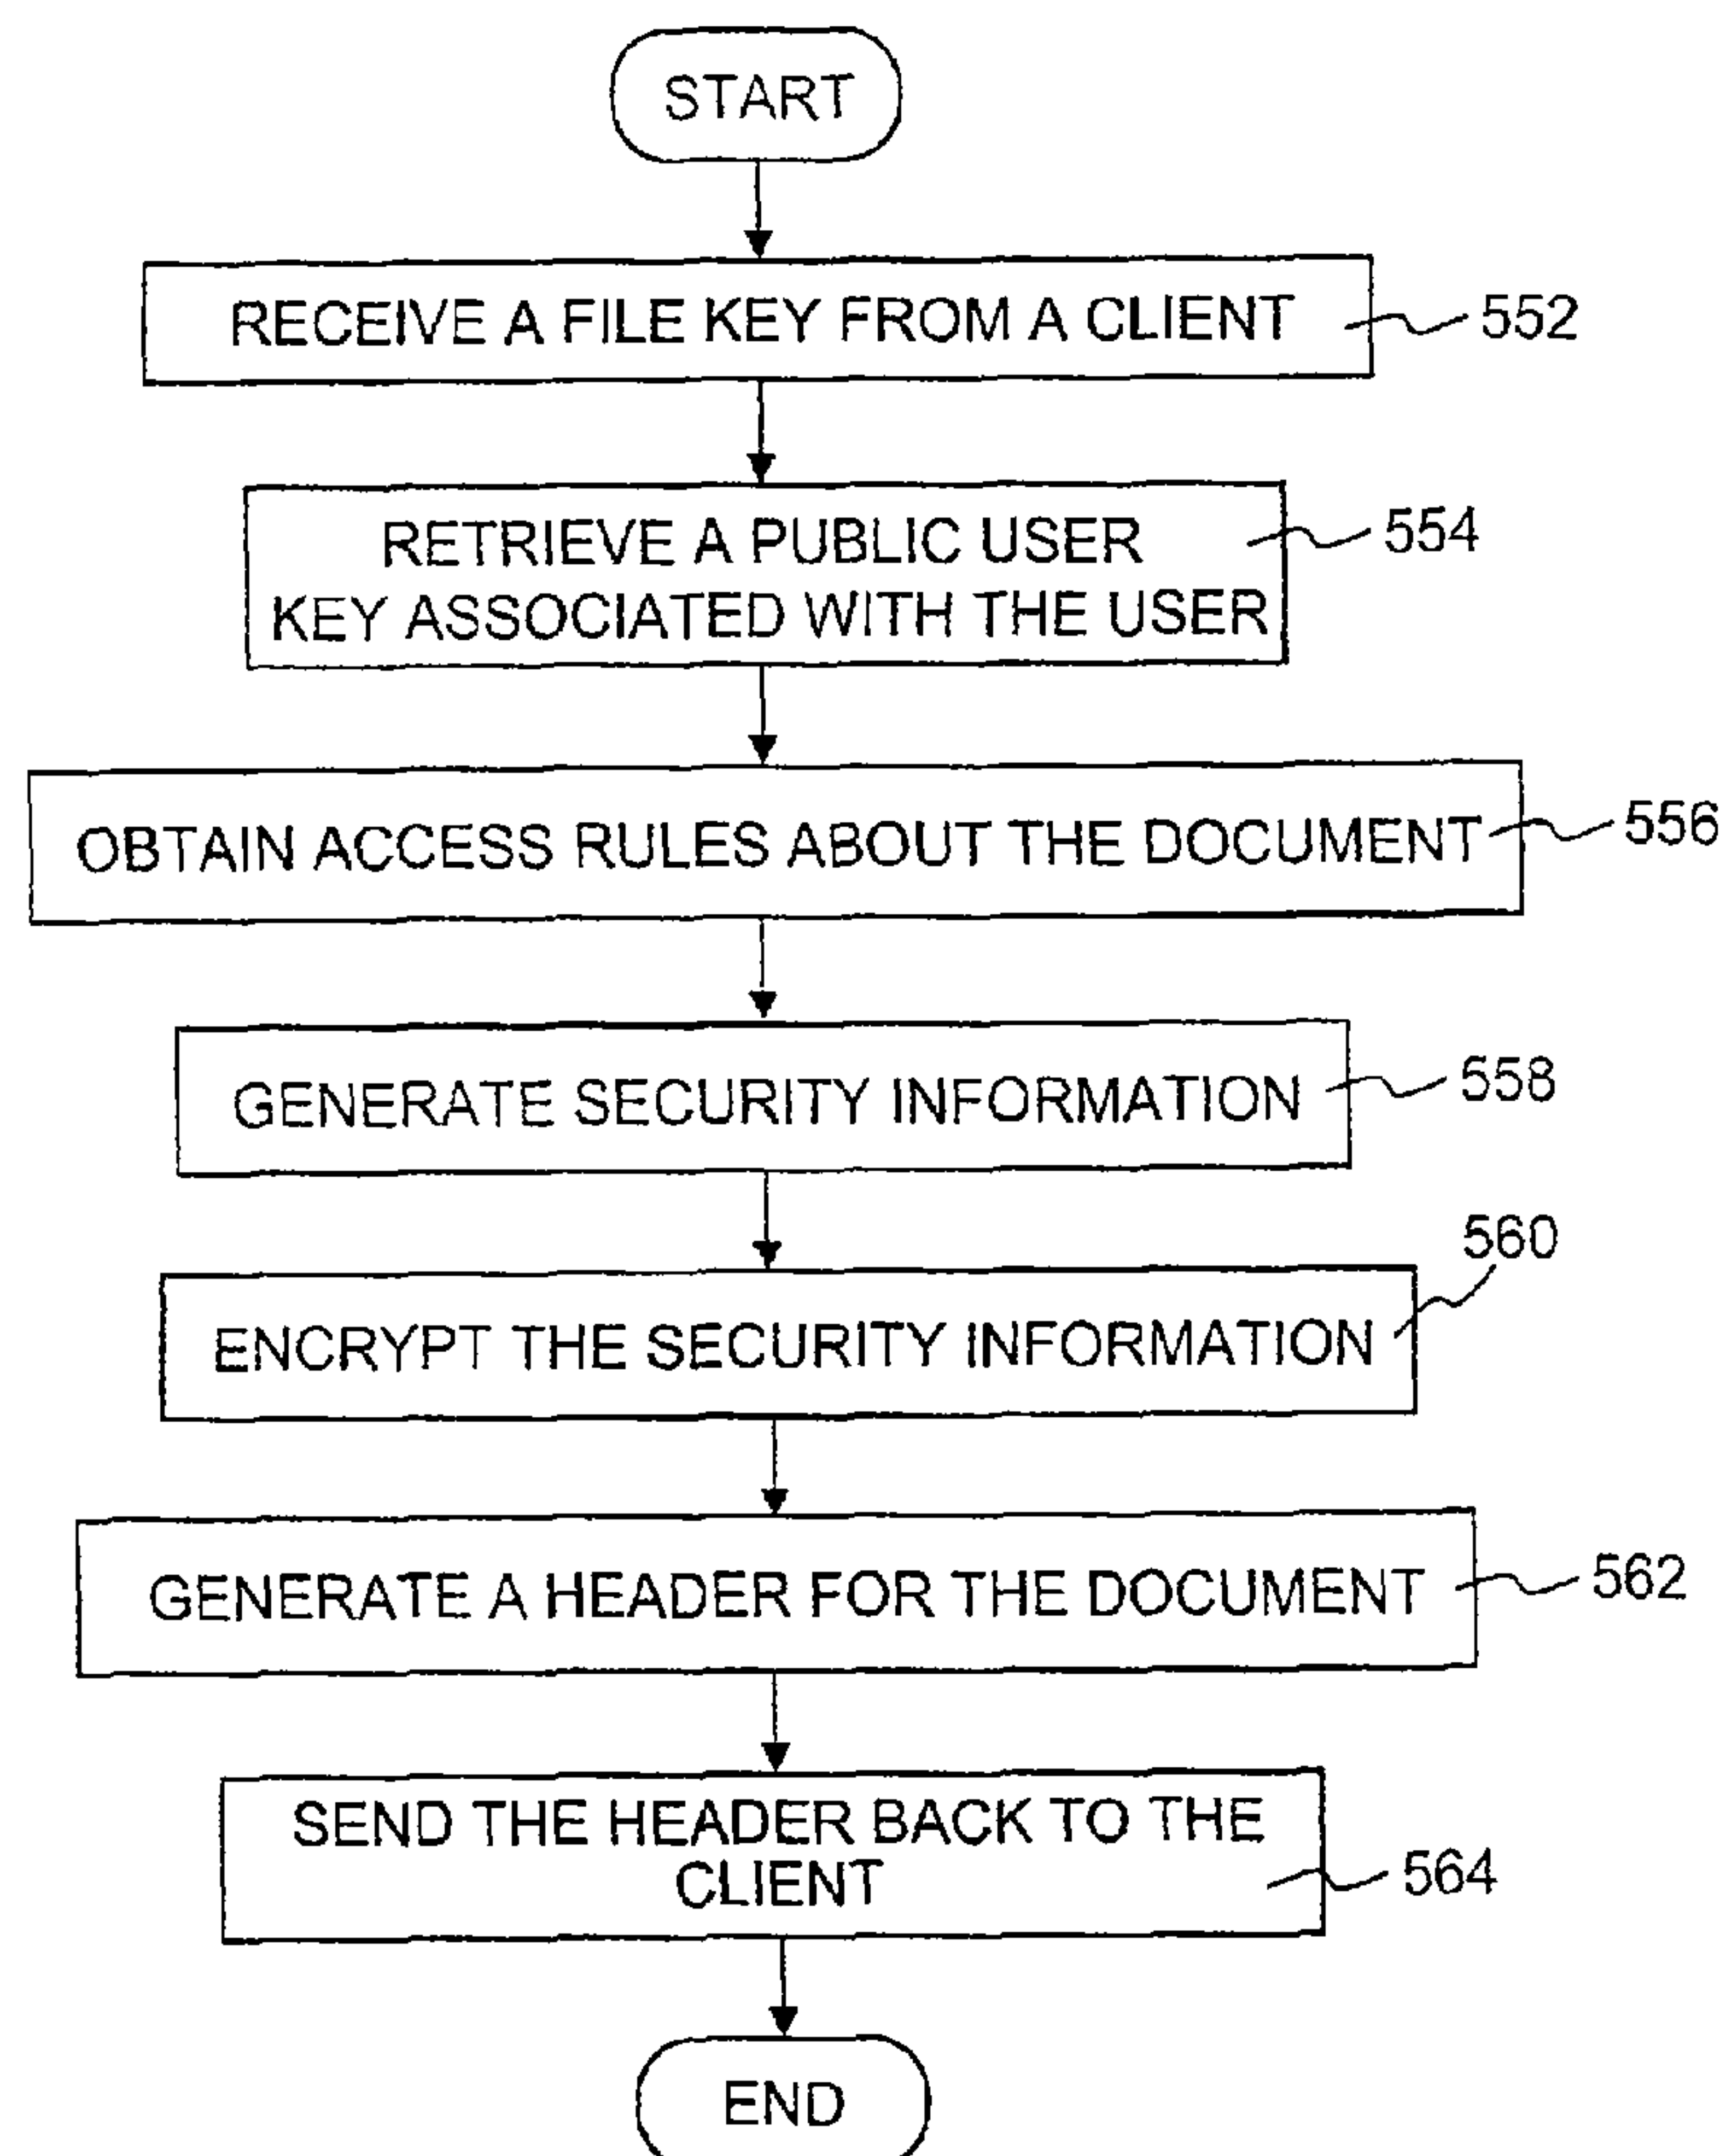 START
RECEIVE A FILE KEY FROM A CLIENT
552
RETRIEVE A PUBLIC USER
KEY ASSOCIATED WITH THE USER
554
OBTAIN ACCESS RULES ABOUT THE DOCUMENT
556
GENERATE SECURITY INFORMATION
558
560
ENCRYPT THE SECURITY INFORMATION
GENERATE A HEADER FOR THE DOCUMENT
562
SEND THE HEADER BACK TO THE
CLIENT
564
END